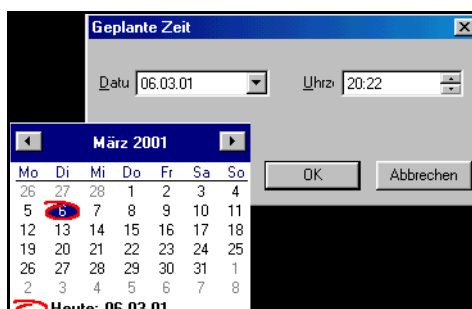 Geplante Zeit
Datu 06.03.01 Uhrz 20:22
März 2001
Mo Di Mi Do Fr Sa So
26 27 28 1 2 3 4
5 6 7 8 9 10 11
12 13 14 15 16 17 18
19 20 21 22 23 24 25
26 27 28 29 30 31 1
2 3 4 5 6 7 8
Heute: 06.03.01
OK Abbrechen